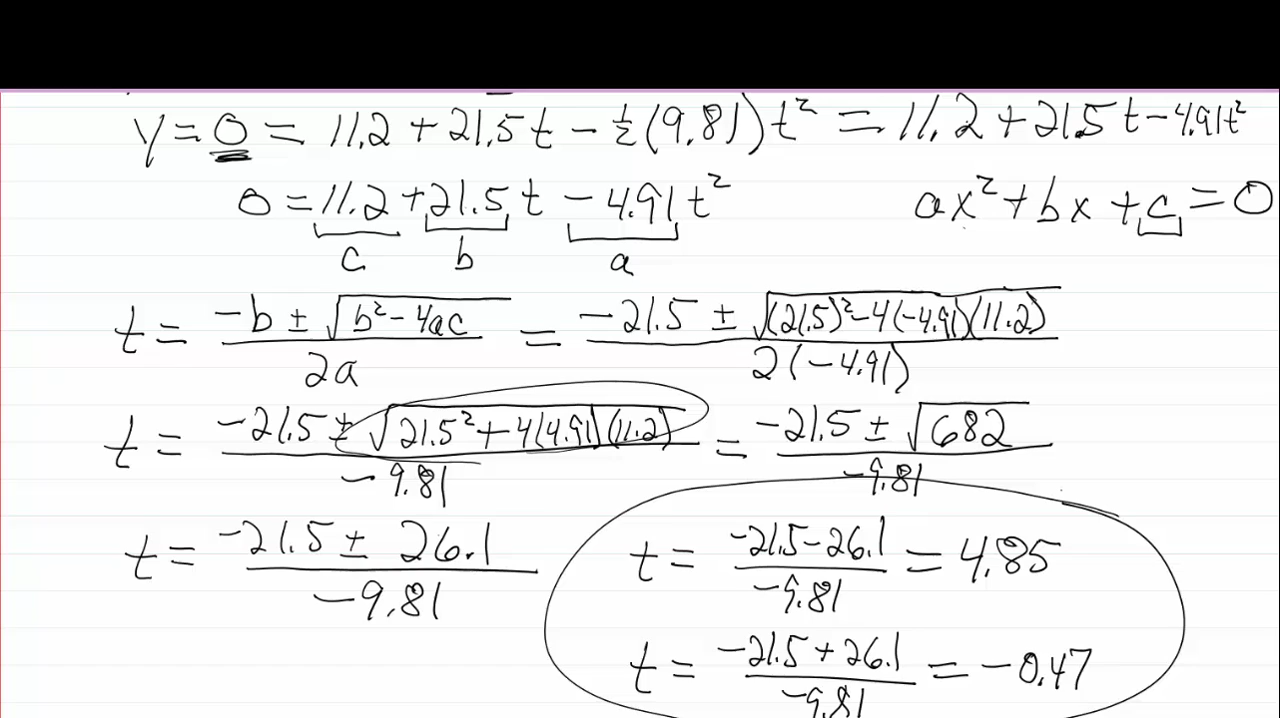 y = 0 = 11.2 + 21.5t - ½(9.81)t² = 11.2 + 21.5t - 4.91t²
0 = 11.2 + 21.5t - 4.91t² ax² + bx + c = 0
c b a
t = (-b ± √(b² - 4ac)) / 2a = (-21.5 ± √((21.5)² - 4(-4.91)(11.2))) / 2(-4.91)
t = (-21.5 ± √(21.5² + 4(4.91)(11.2))) / -9.81 = (-21.5 ± √682) / -9.81
t = (-21.5 ± 26.1) / -9.81 t = (-21.5 - 26.1) / -9.81 = 4.85
t = (-21.5 + 26.1) / -9.81 = -0.47